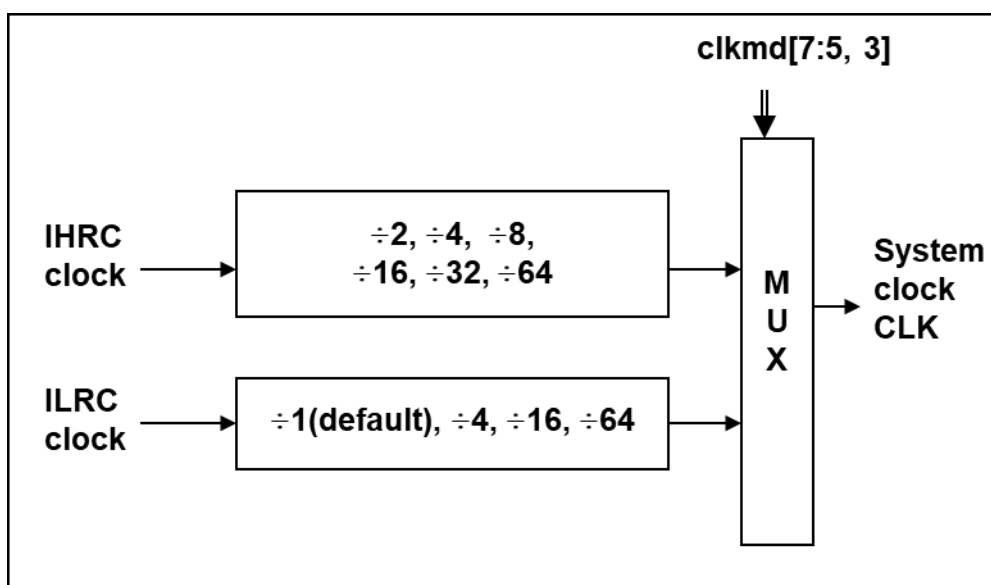 clkmd[7:5, 3]
IHRC
clock
÷2, ÷4, ÷8,
÷16, ÷32, ÷64
M
U
X
System
clock
CLK
ILRC
clock
÷1(default), ÷4, ÷16, ÷64